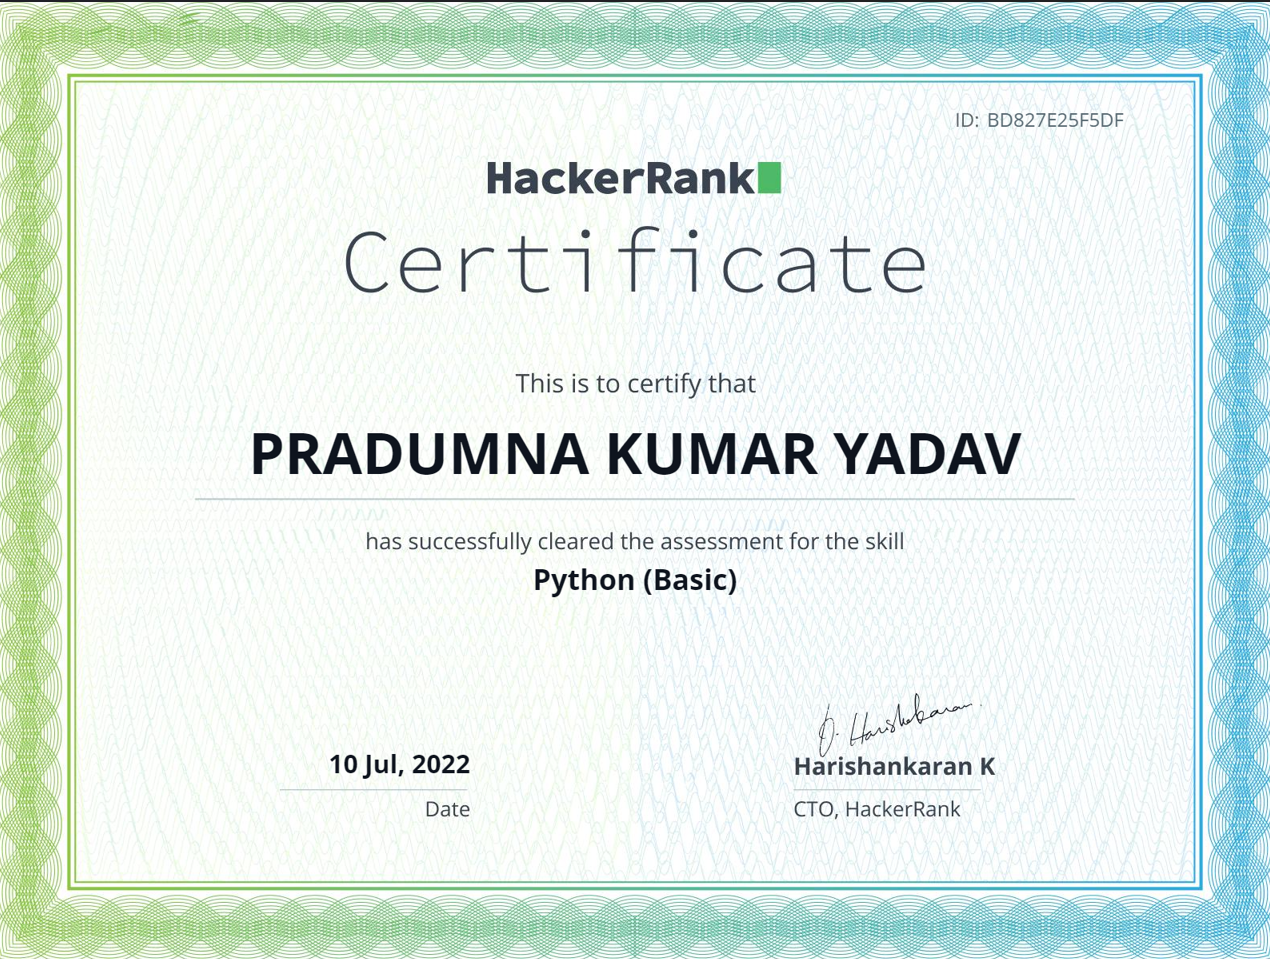 ID: BD827E25F5DF
HackerRank
Certificate
This is to certify that
PRADUMNA KUMAR YADAV
has successfully cleared the assessment for the skill
Python (Basic)
10 Jul, 2022
Date
Harishankaran K
CTO, HackerRank